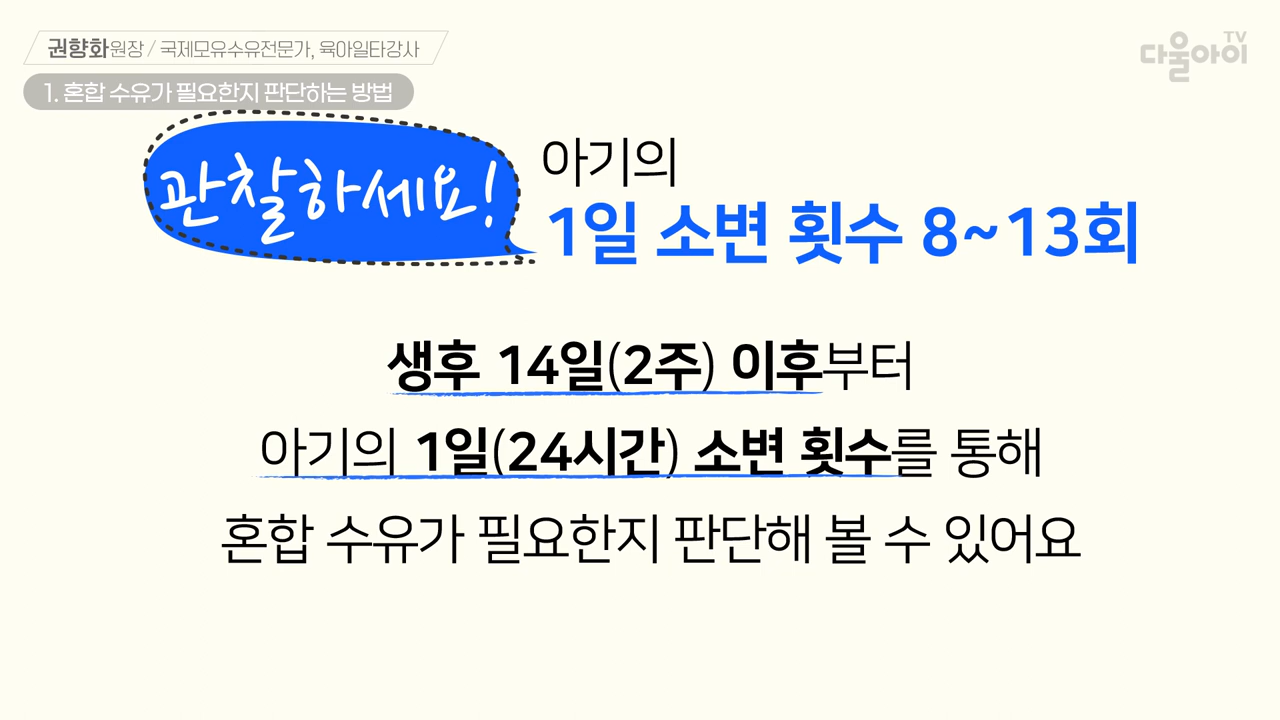 권향화원장 / 국제모유수유전문가, 육아일타강사
다울아이TV
1. 혼합 수유가 필요한지 판단하는 방법
관찰하세요!
아기의
1일 소변 횟수 8~13회
생후 14일(2주) 이후부터
아기의 1일(24시간) 소변 횟수를 통해
혼합 수유가 필요한지 판단해 볼 수 있어요